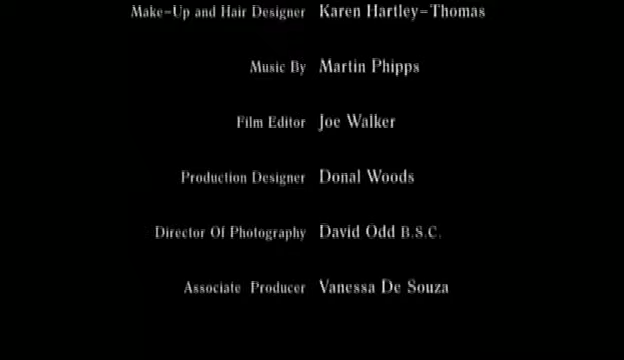 Make-Up and Hair Designer Karen Hartley-Thomas
Music By Martin Phipps
Film Editor Joe Walker
Production Designer Donal Woods
Director Of Photography David Odd B.S.C.
Associate Producer Vanessa De Souza